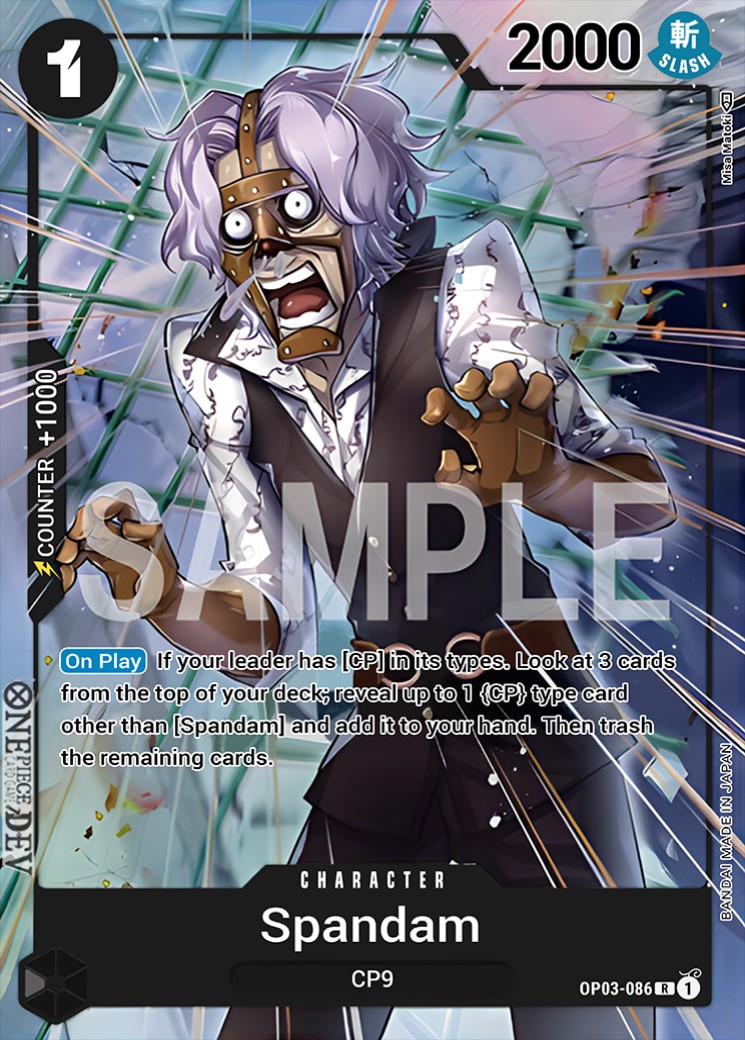 1
2000
斬
SLASH
Misa Matoki
COUNTER +1000
SAMPLE
On Play If your leader has [CP] in its types. Look at 3 cards
from the top of your deck; reveal up to 1 {CP} type card
other than [Spandam] and add it to your hand. Then trash
the remaining cards.
ONE PIECE
CARD GAME
.DEV
BANDAI MADE IN JAPAN
CHARACTER
Spandam
CP9
OP03-086 R 1